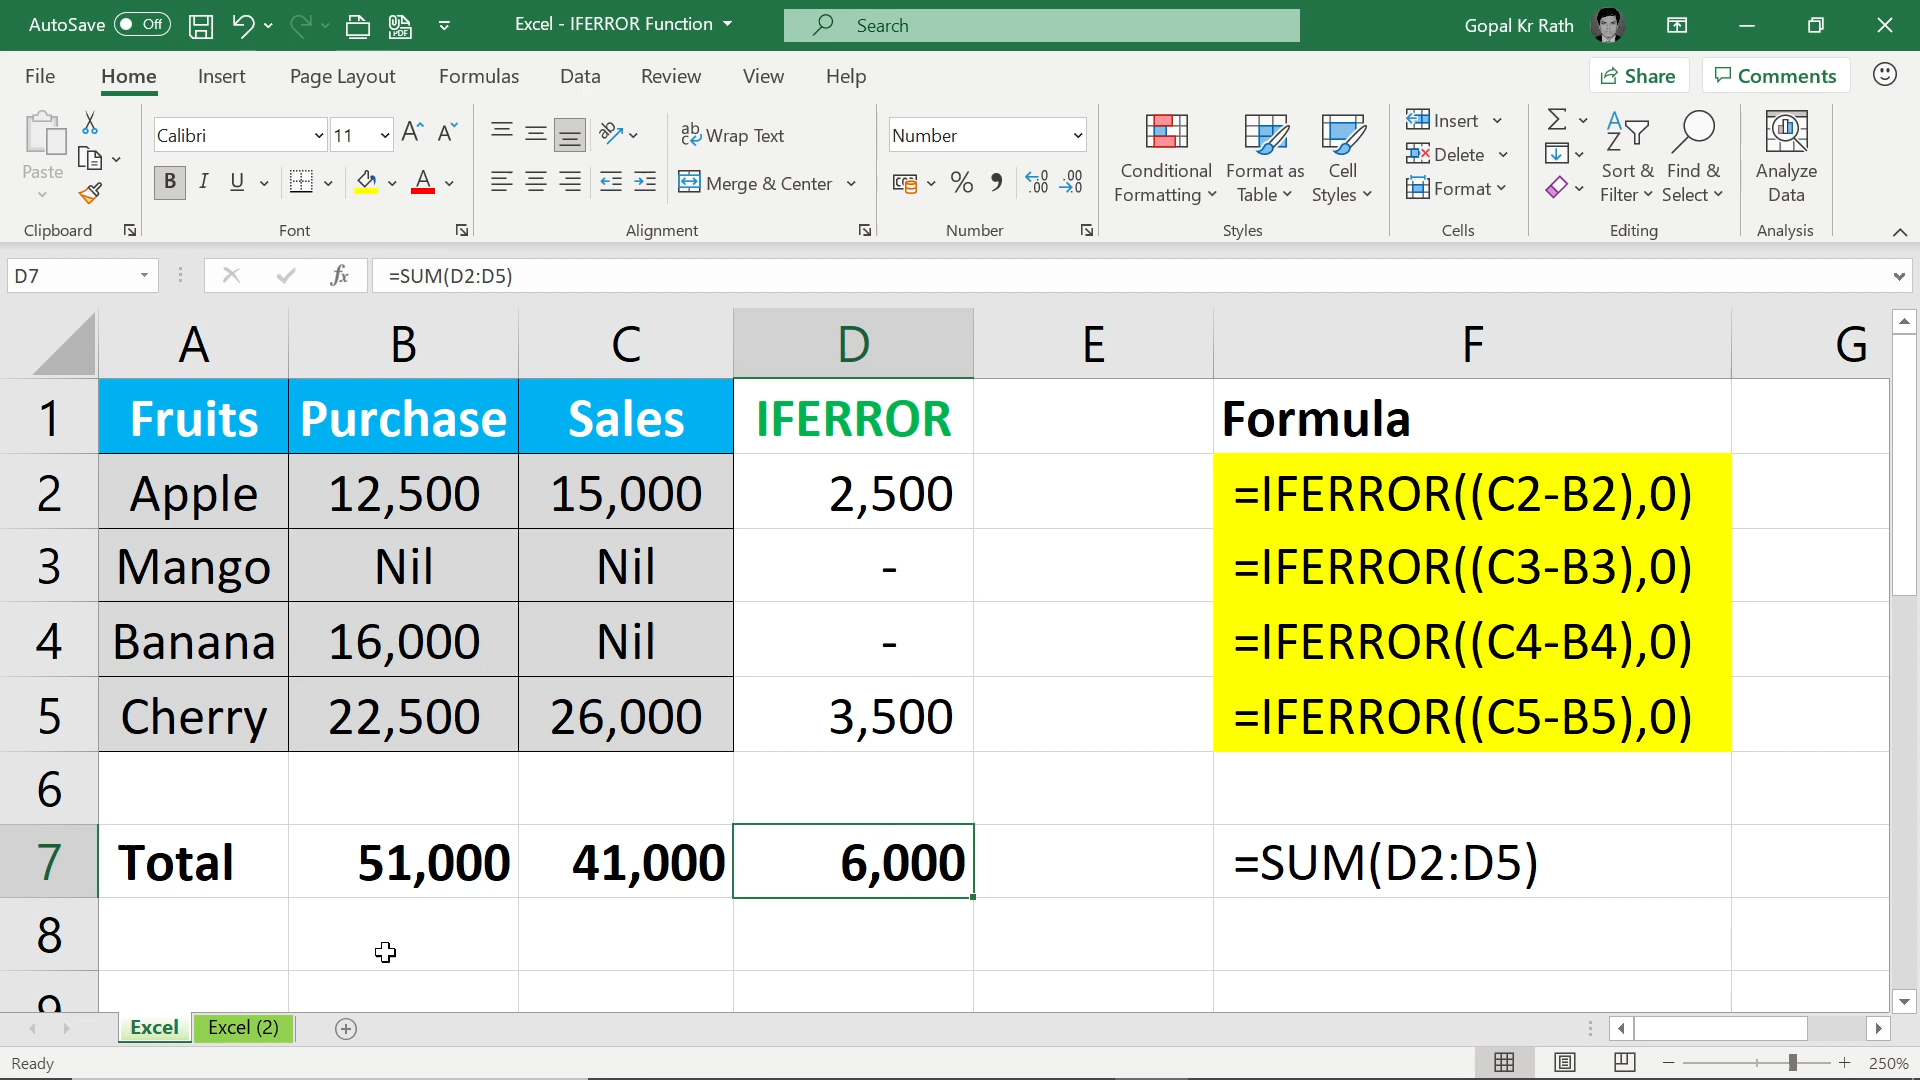 AutoSave Off Excel - IFERROR Function Search Gopal Kr Rath
File Home Insert Page Layout Formulas Data Review View Help Share Comments
Paste Calibri 11 Wrap Text Number Conditional Formatting Format as Table Cell Styles Insert Delete Format Sort & Filter Find & Select Analyze Data
B I U Merge & Center
Clipboard Font Alignment Number Styles Cells Editing Analysis
D7 fx =SUM(D2:D5)
A B C D E F G
1 Fruits Purchase Sales IFERROR Formula
2 Apple 12,500 15,000 2,500 =IFERROR((C2-B2),0)
3 Mango Nil Nil - =IFERROR((C3-B3),0)
4 Banana 16,000 Nil - =IFERROR((C4-B4),0)
5 Cherry 22,500 26,000 3,500 =IFERROR((C5-B5),0)
6
7 Total 51,000 41,000 6,000 =SUM(D2:D5)
8
9
Excel Excel (2)
Ready 250%